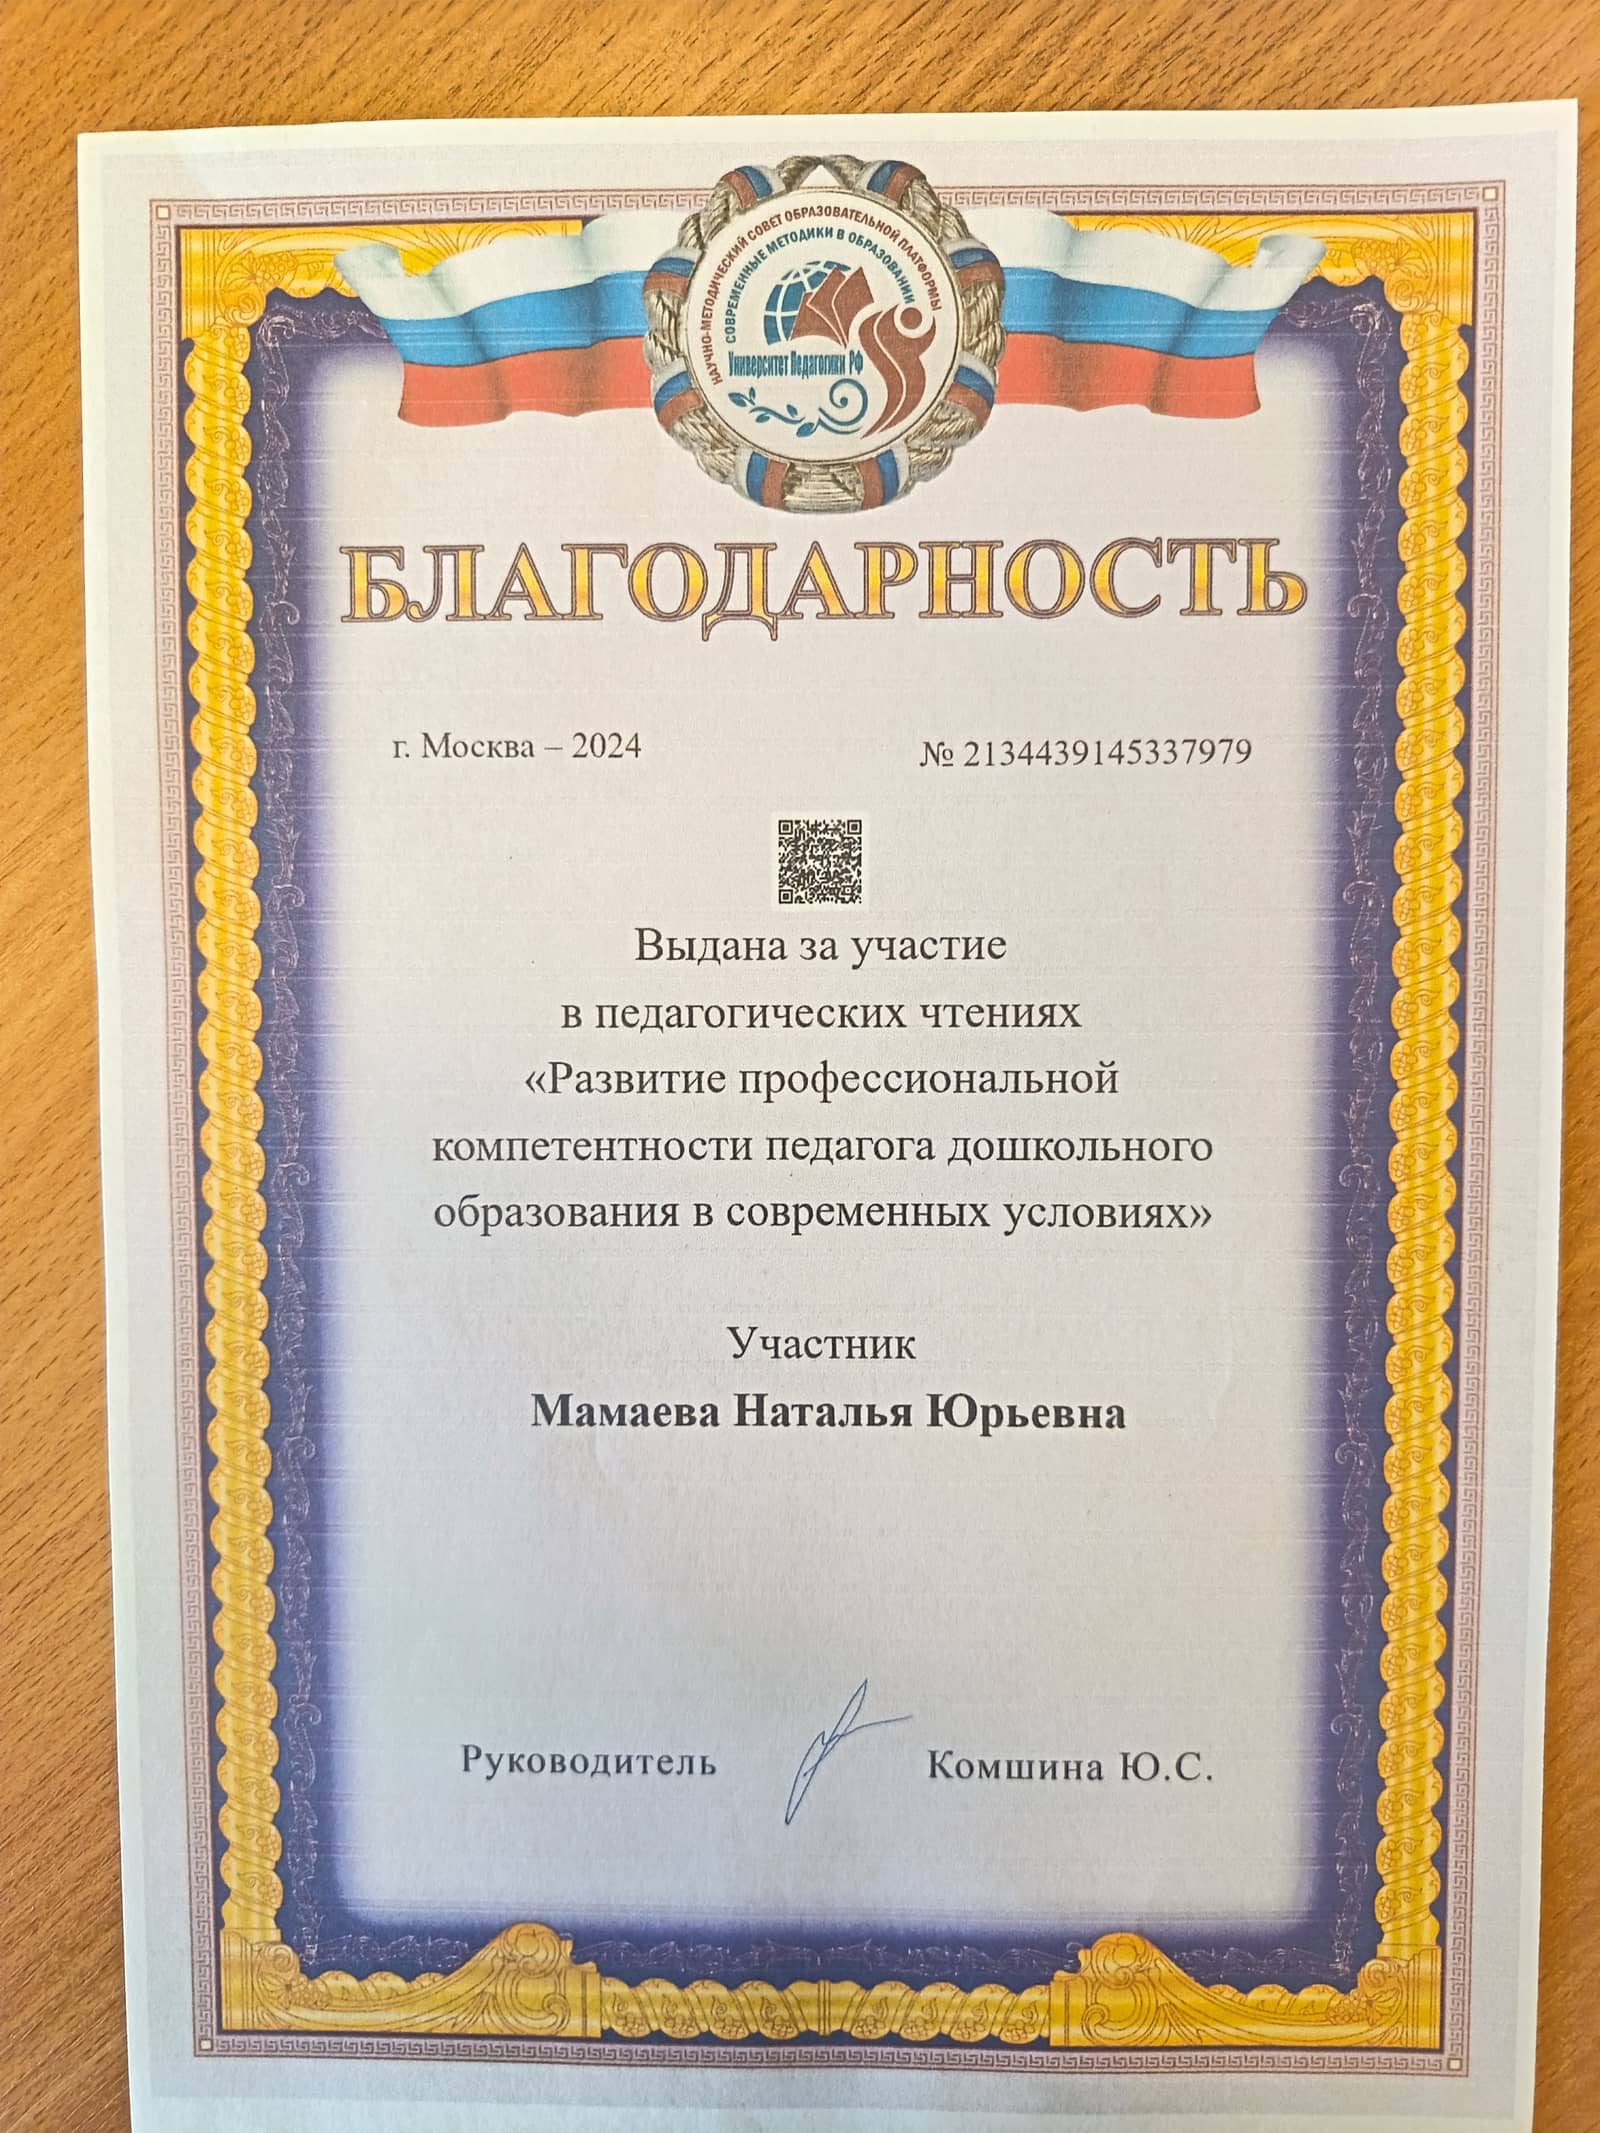 НАУЧНО-МЕТОДИЧЕСКИЙ СОВЕТ ОБРАЗОВАТЕЛЬНОЙ ПЛАТФОРМЫ
СОВРЕМЕННЫЕ МЕТОДИКИ В ОБРАЗОВАНИИ
Университет Педагогики РФ
БЛАГОДАРНОСТЬ
г. Москва – 2024
№ 2134439145337979
Выдана за участие
в педагогических чтениях
«Развитие профессиональной
компетентности педагога дошкольного
образования в современных условиях»
Участник
Мамаева Наталья Юрьевна
Руководитель
Комшина Ю.С.